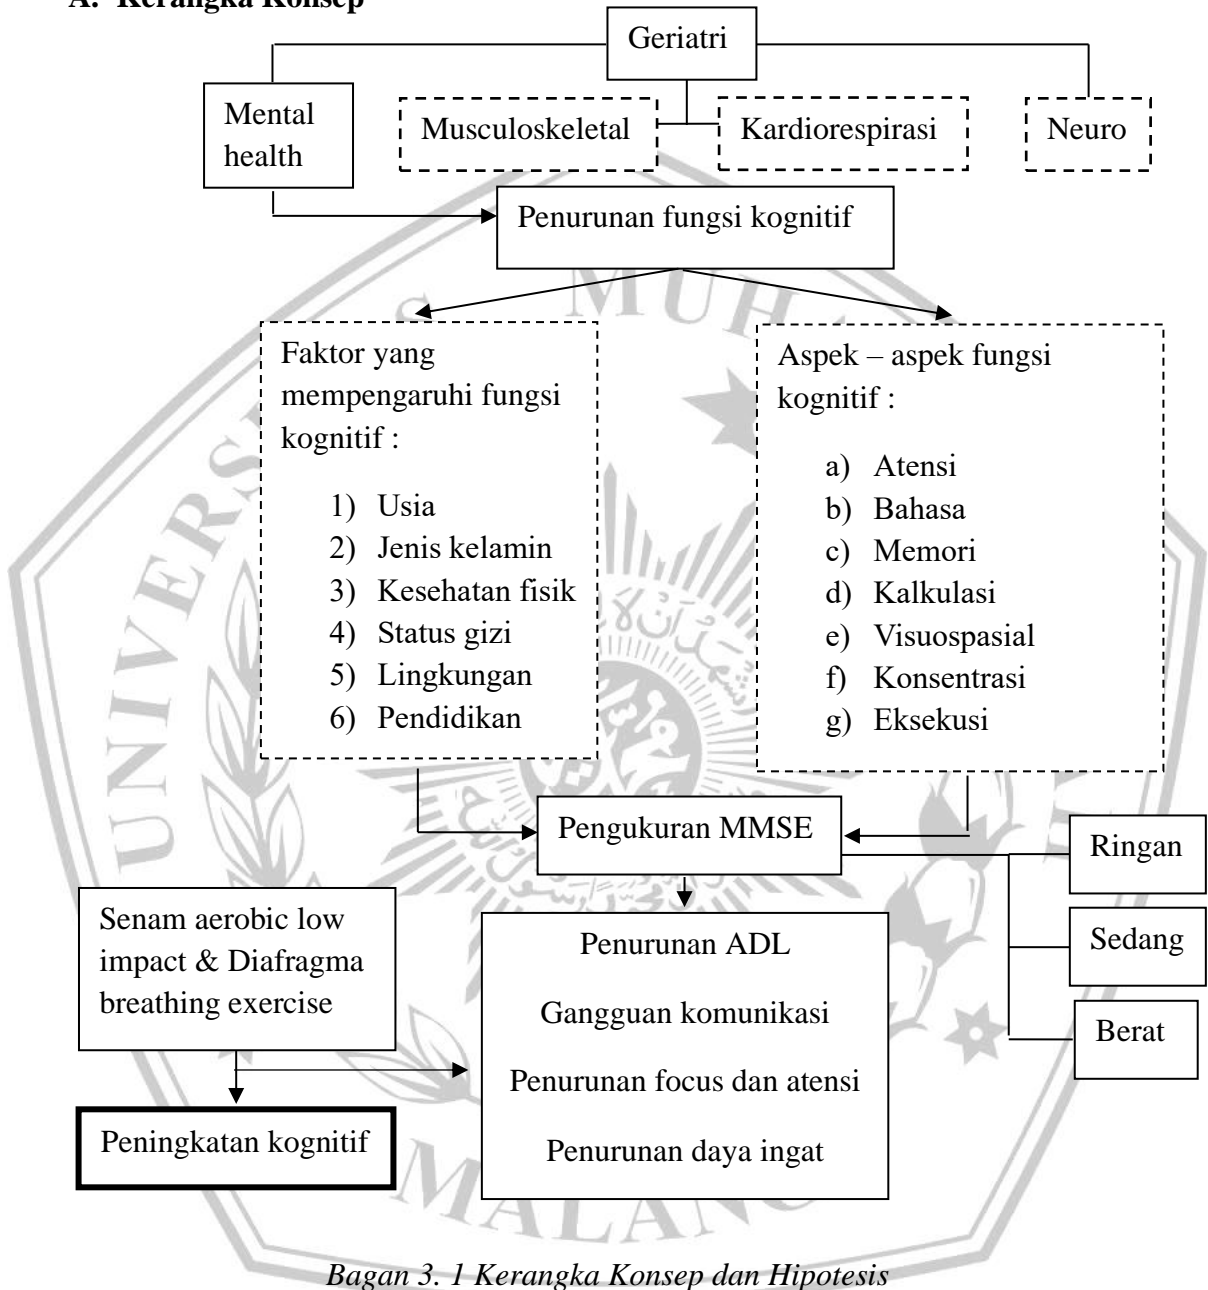 A. Kerangka Konsep
Geriatri
Mental
health
Musculoskeletal
Kardiorespirasi
Neuro
Penurunan fungsi kognitif
Faktor yang
mempengaruhi fungsi
kognitif :
1) Usia
2) Jenis kelamin
3) Kesehatan fisik
4) Status gizi
5) Lingkungan
6) Pendidikan
Aspek – aspek fungsi
kognitif :
a) Atensi
b) Bahasa
c) Memori
d) Kalkulasi
e) Visuospasial
f) Konsentrasi
g) Eksekusi
Pengukuran MMSE
Ringan
Sedang
Berat
Senam aerobic low
impact & Diafragma
breathing exercise
Penurunan ADL
Gangguan komunikasi
Penurunan focus dan atensi
Penurunan daya ingat
Peningkatan kognitif
Bagan 3. 1 Kerangka Konsep dan Hipotesis
MALANG